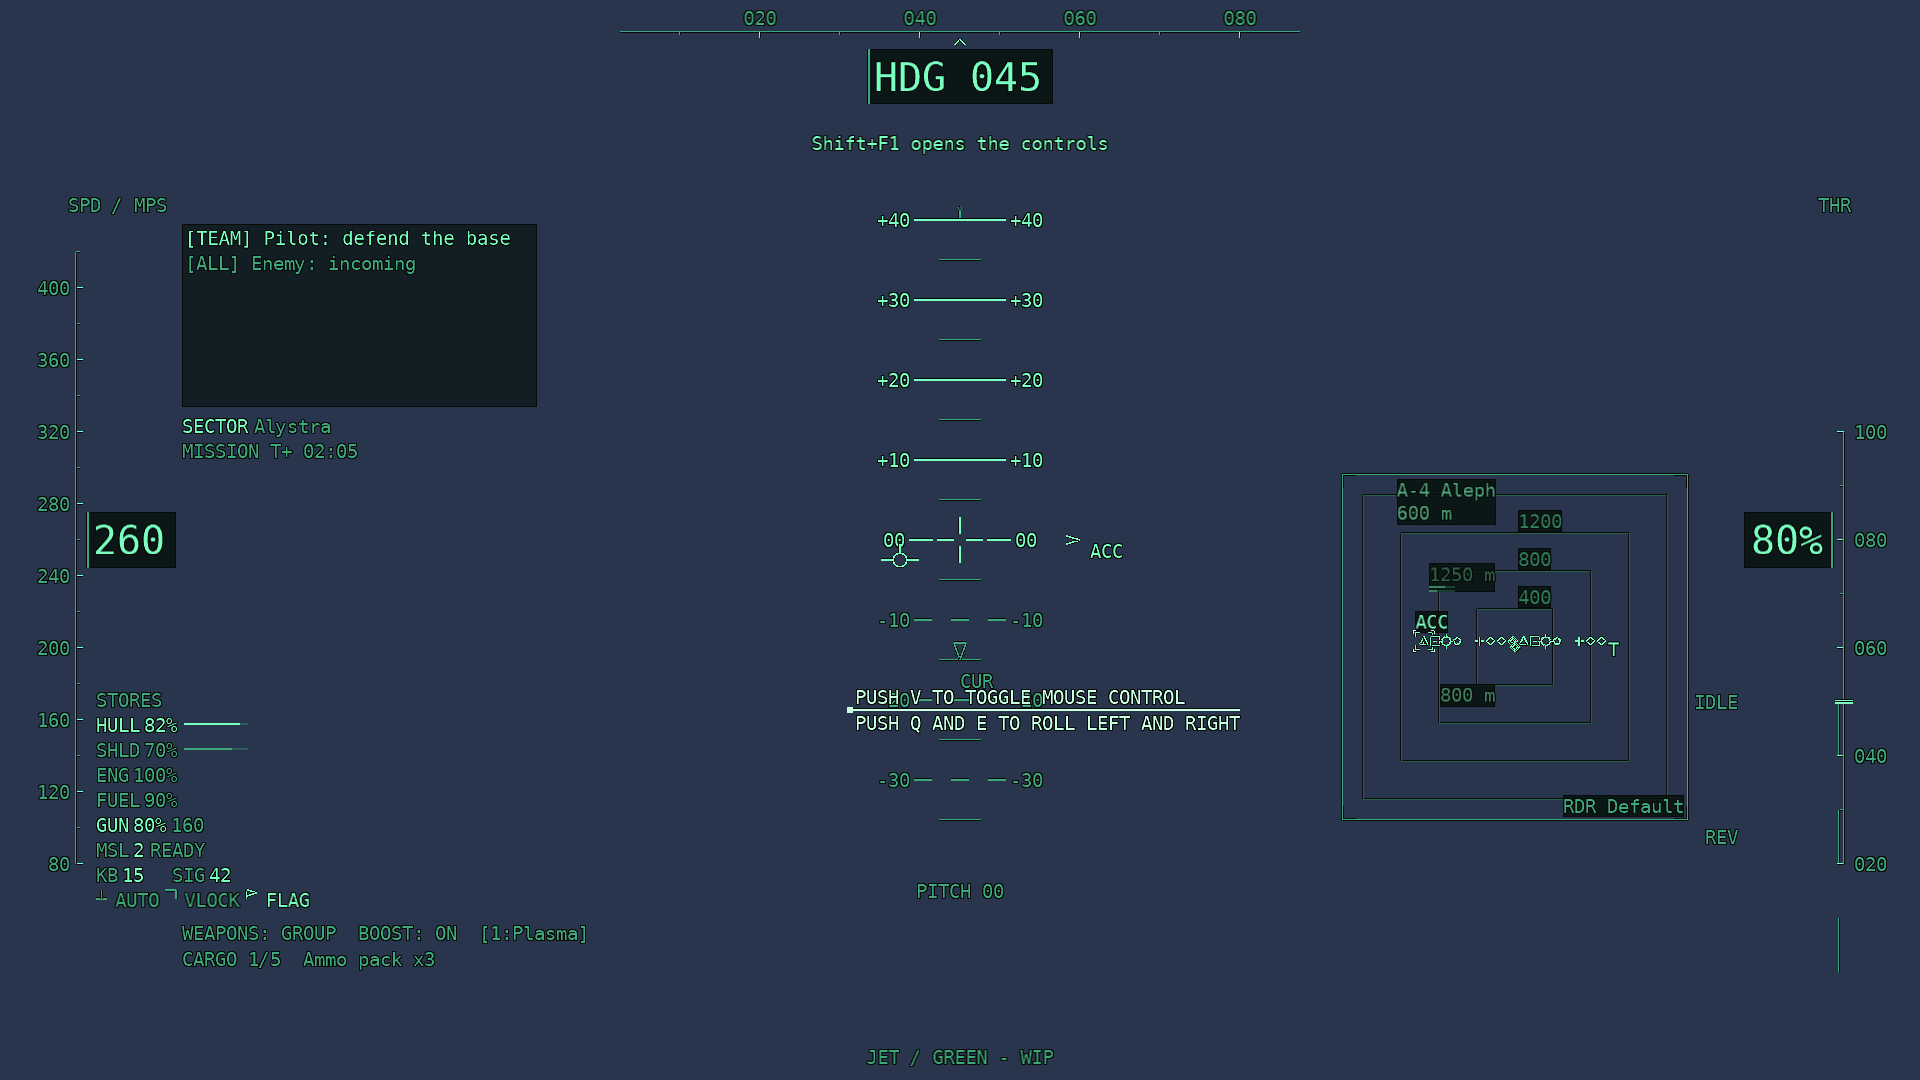 020 040 060 080
HDG 045
Shift+F1 opens the controls
SPD / MPS
THR
[TEAM] Pilot: defend the base
[ALL] Enemy: incoming
SECTOR Alystra
MISSION T+ 02:05
400
360
320
280
240
200
160
120
80
260
+40 +40
+30 +30
+20 +20
+10 +10
00 00
ACC
-10 -10
CUR
PUSH V TO TOGGLE MOUSE CONTROL
PUSH Q AND E TO ROLL LEFT AND RIGHT
-30 -30
PITCH 00
A-4 Aleph
600 m
1200
800
1250 m
400
ACC
T
800 m
RDR Default
100
080
060
040
020
80%
IDLE
REV
STORES
HULL 82%
SHLD 70%
ENG 100%
FUEL 90%
GUN 80% 160
MSL 2 READY
KB 15 SIG 42
AUTO VLOCK FLAG
WEAPONS: GROUP BOOST: ON [1:Plasma]
CARGO 1/5 Ammo pack x3
JET / GREEN - WIP